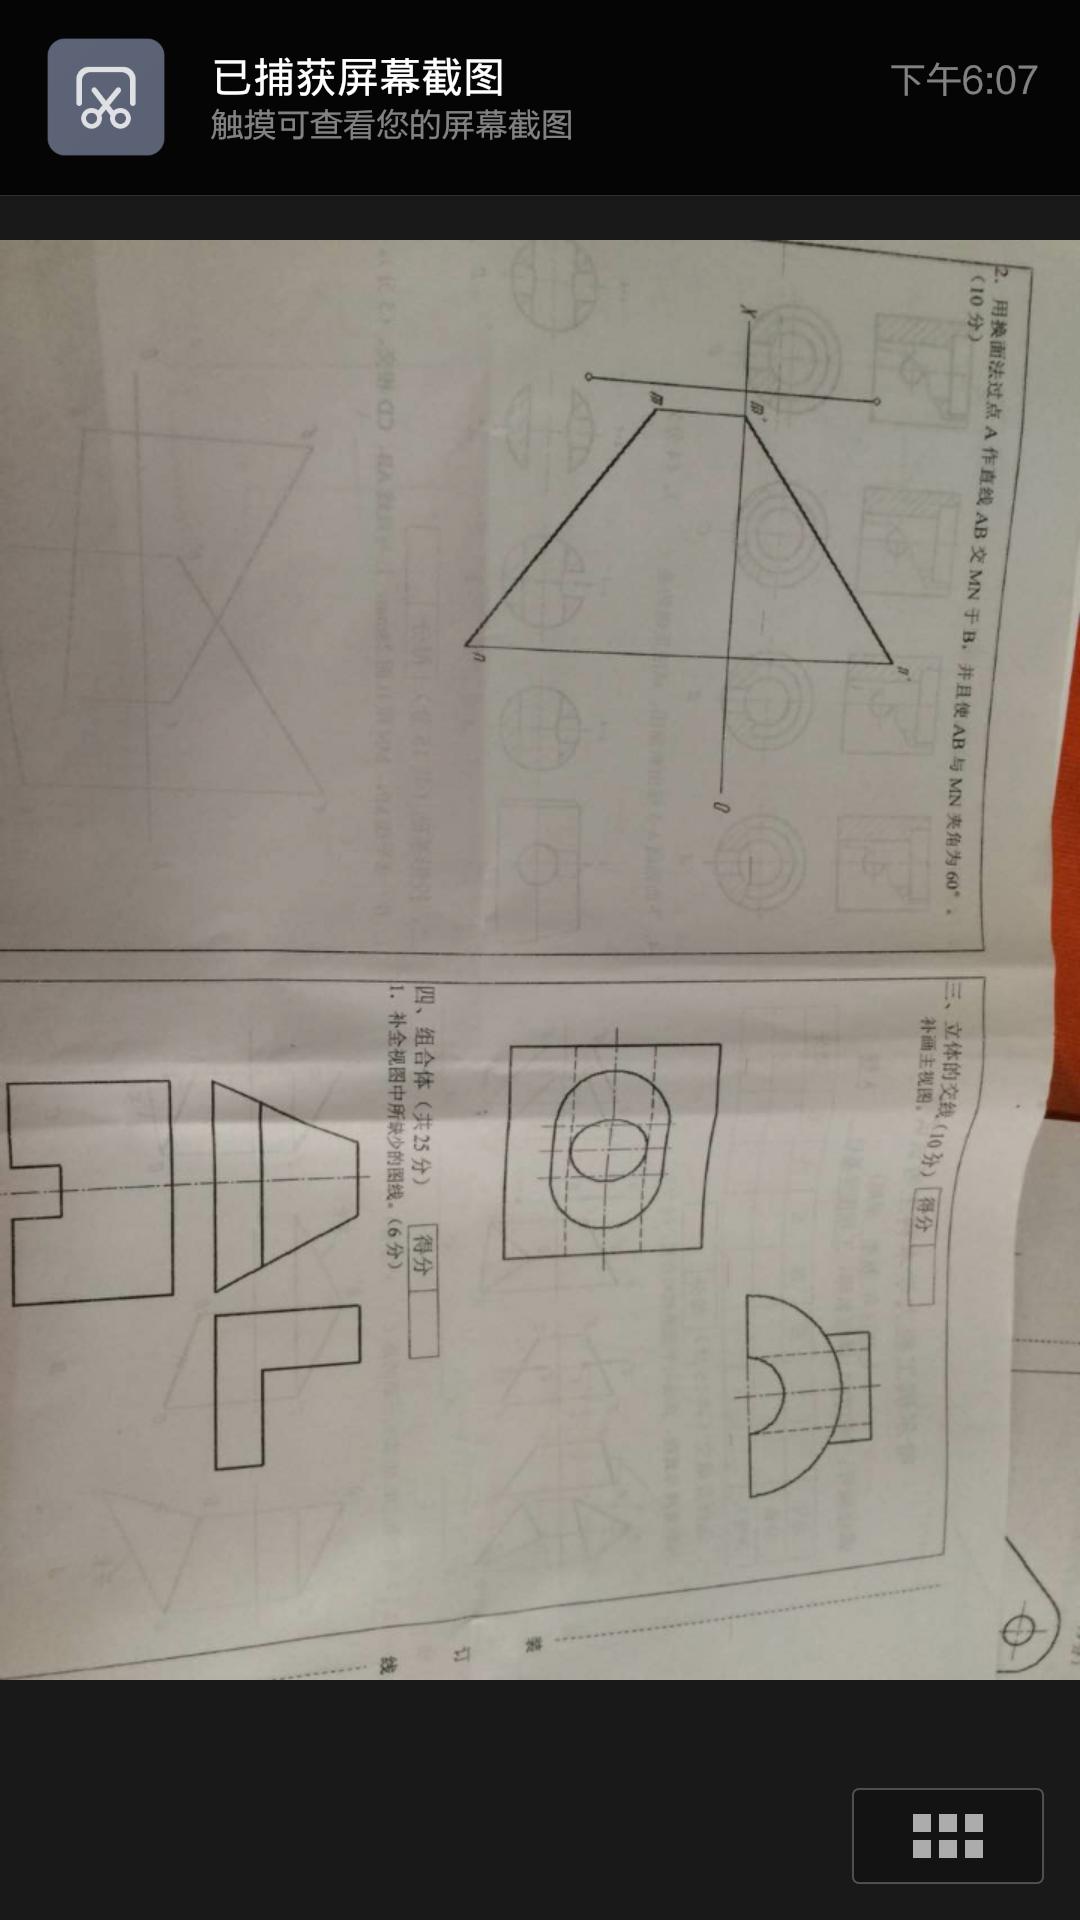 已捕获屏幕截图
下午6:07
触摸可查看您的屏幕截图
2. 用换面法过点 A 作直线 AB 交 MN 于 B, 并且使 AB 与 MN 夹角为 60°。
(10 分)
X
m'
m
n'
n
O
三、立体的交线(10 分)
得分
补画主视图。
四、组合体（共 25 分）
得分
1. 补全视图中所缺少的图线。(6 分)
装
订
线